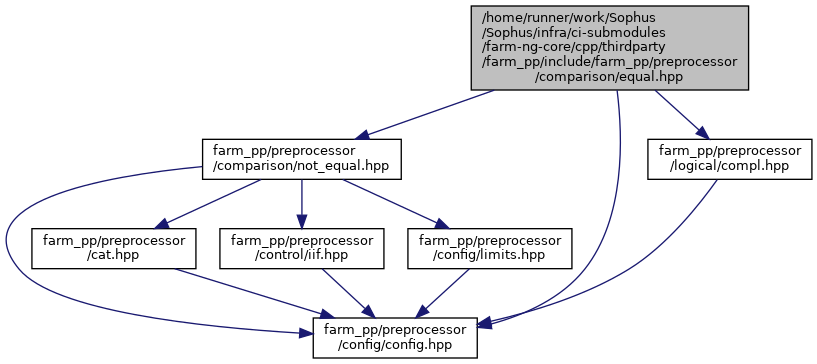 /home/runner/work/Sophus
/Sophus/infra/ci-submodules
/farm-ng-core/cpp/thirdparty
/farm_pp/include/farm_pp/preprocessor
/comparison/equal.hpp
farm_pp/preprocessor
/comparison/not_equal.hpp
farm_pp/preprocessor
/logical/compl.hpp
farm_pp/preprocessor
/cat.hpp
farm_pp/preprocessor
/control/iif.hpp
farm_pp/preprocessor
/config/limits.hpp
farm_pp/preprocessor
/config/config.hpp